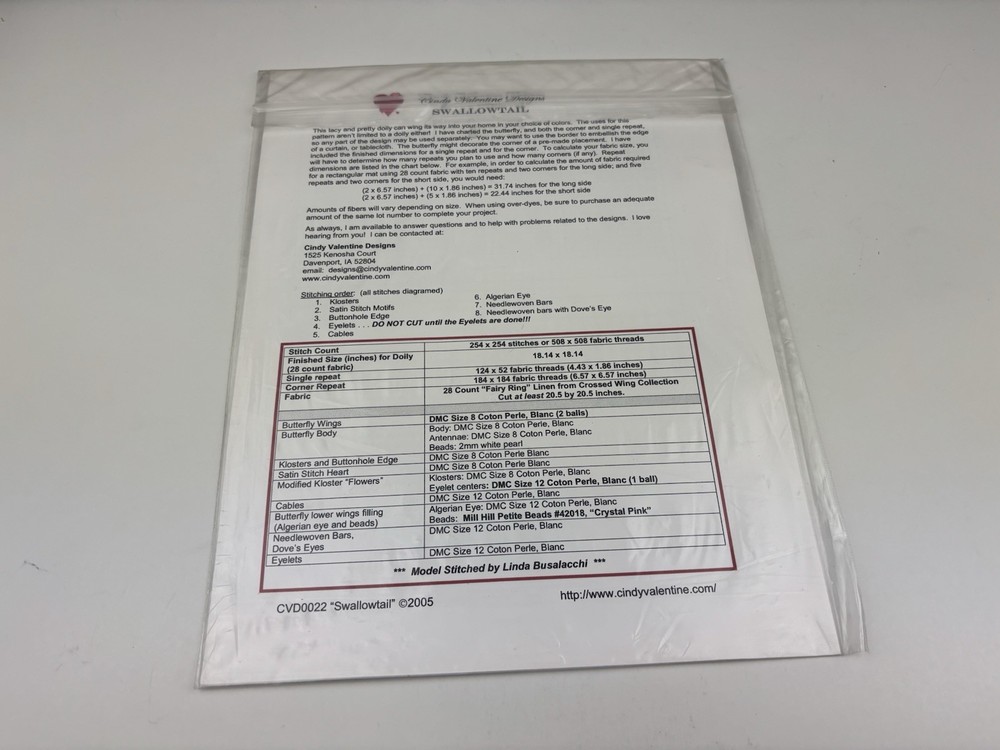 Cindy Valentine Designs
SWALLOWTAIL
This lacy and pretty doily can wing its way into your home in your choice of colors. The uses for this
pattern aren't limited to a doily either! I have charted the butterfly, and both the corner and single repeat,
so any part of the design may be used separately. You may want to use the border to embellish the edge
of a curtain, or tablecloth. The butterfly might decorate the corner of a pre-made placement. I have
included the finished dimensions for a single repeat and for the corner. To calculate your fabric size, you
will have to determine how many repeats you plan to use and how many corners (if any). Repeat
dimensions are listed in the chart below. For example, in order to calculate the amount of fabric required
for a rectangular mat using 28 count fabric with ten repeats and two corners for the long side; and five
repeats and two corners for the short side, you would need:
(2 x 6.57 inches) + (10 x 1.86 inches) = 31.74 inches for the long side
(2 x 6.57 inches) + (5 x 1.86 inches) = 22.44 inches for the short side
Amounts of fibers will vary depending on size. When using over-dyes, be sure to purchase an adequate
amount of the same lot number to complete your project.
As always, I am available to answer questions and to help with problems related to the designs. I love
hearing from you! I can be contacted at:
Cindy Valentine Designs
1525 Kenosha Court
Davenport, IA 52804
email: designs@cindyvalentine.com
www.cindyvalentine.com
Stitching order: (all stitches diagramed)
1. Klosters
2. Satin Stitch Motifs
3. Buttonhole Edge
4. Eyelets . . . DO NOT CUT until the Eyelets are done!!!
5. Cables
6. Algerian Eye
7. Needlewoven Bars
8. Needlewoven bars with Dove's Eye
Stitch Count 254 x 254 stitches or 508 x 508 fabric threads
Finished Size (inches) for Doily
(28 count fabric) 18.14 x 18.14
Single repeat 124 x 52 fabric threads (4.43 x 1.86 inches)
Corner Repeat 184 x 184 fabric threads (6.57 x 6.57 inches)
Fabric 28 Count "Fairy Ring" Linen from Crossed Wing Collection
Cut at least 20.5 by 20.5 inches.
Butterfly Wings DMC Size 8 Coton Perle, Blanc (2 balls)
Butterfly Body Body: DMC Size 8 Coton Perle, Blanc
Antennae: DMC Size 8 Coton Perle, Blanc
Beads: 2mm white pearl
Klosters and Buttonhole Edge DMC Size 8 Coton Perle Blanc
Satin Stitch Heart DMC Size 8 Coton Perle, Blanc
Modified Kloster "Flowers" Klosters: DMC Size 8 Coton Perle, Blanc
Eyelet centers: DMC Size 12 Coton Perle, Blanc (1 ball)
Cables DMC Size 12 Coton Perle, Blanc
Butterfly lower wings filling Algerian Eye: DMC Size 12 Coton Perle, Blanc
(Algerian eye and beads) Beads: Mill Hill Petite Beads #42018, "Crystal Pink"
Needlewoven Bars, DMC Size 12 Coton Perle, Blanc
Dove's Eyes
Eyelets DMC Size 12 Coton Perle, Blanc
*** Model Stitched by Linda Busalacchi ***
CVD0022 "Swallowtail" ©2005
http://www.cindyvalentine.com/